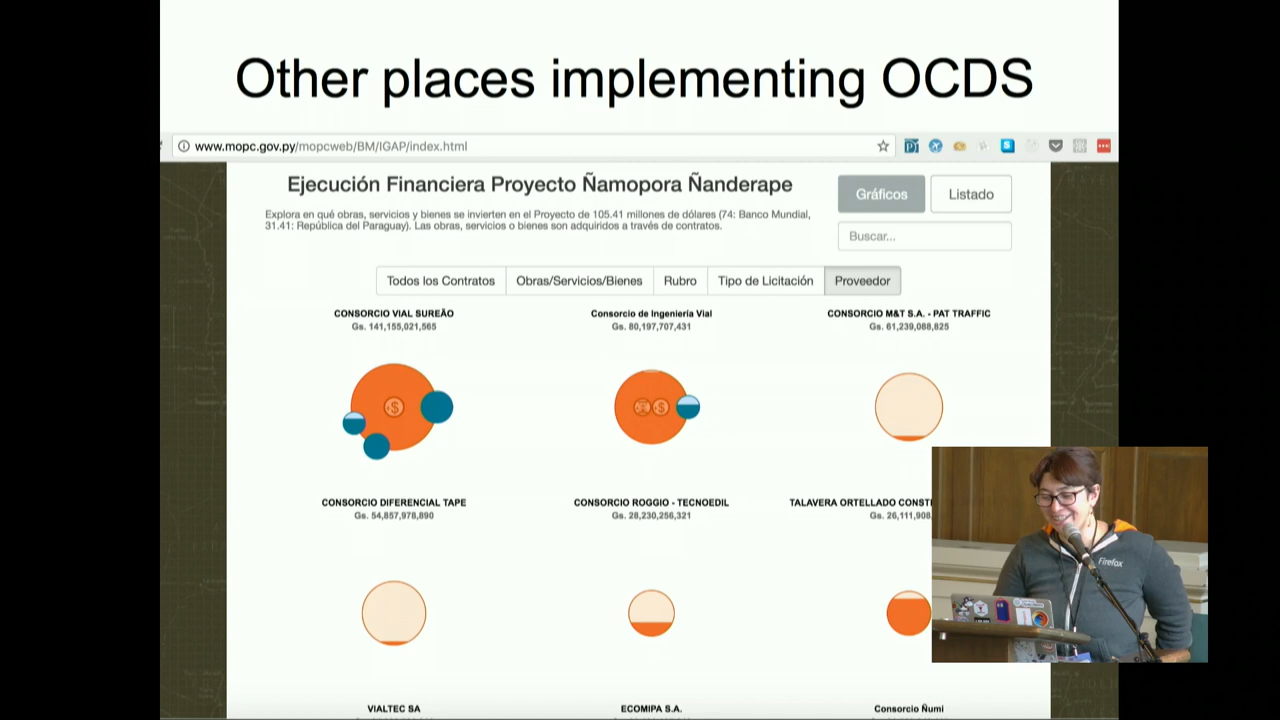 Other places implementing OCDS
www.mopc.gov.py/mopcweb/BM/IGAP/index.html
Ejecución Financiera Proyecto Ñamopora Ñanderape
Gráficos
Listado
Explora en qué obras, servicios y bienes se invierten en el Proyecto de 105.41 millones de dólares (74: Banco Mundial,
31.41: República del Paraguay). Las obras, servicios o bienes son adquiridos a través de contratos.
Buscar...
Todos los Contratos
Obras/Servicios/Bienes
Rubro
Tipo de Licitación
Proveedor
CONSORCIO VIAL SUREÃO
Gs. 141,155,021,565
Consorcio de Ingeniería Vial
Gs. 80,197,707,431
CONSORCIO M&T S.A. - PAT TRAFFIC
Gs. 61,239,088,825
CONSORCIO DIFERENCIAL TAPE
Gs. 54,857,978,890
CONSORCIO ROGGIO - TECNOEDIL
Gs. 28,230,256,321
TALAVERA ORTELLADO CONST
Gs. 26,111,908,
Firefox
VIALTEC SA
ECOMIPA S.A.
Consorcio Ñumi